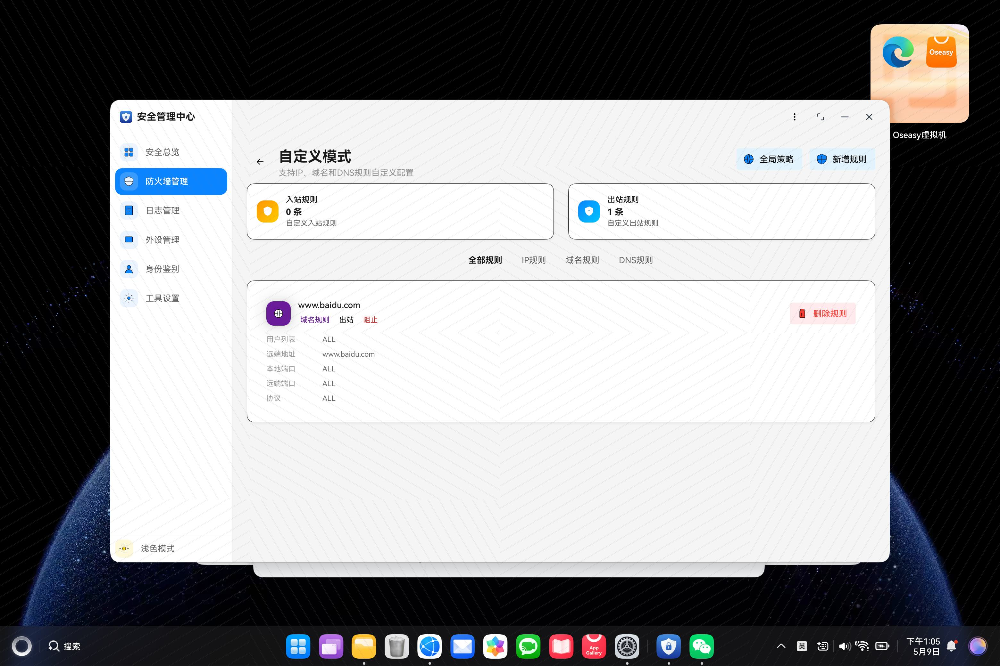 Oseasy
Oseasy虚拟机
安全管理中心
安全总览
防火墙管理
日志管理
外设管理
身份鉴别
工具设置
浅色模式
自定义模式
支持IP、域名和DNS规则自定义配置
全局策略
新增规则
入站规则
0 条
自定义入站规则
出站规则
1 条
自定义出站规则
全部规则 IP规则 域名规则 DNS规则
www.baidu.com
域名规则 出站 阻止
删除规则
用户列表 ALL
远端地址 www.baidu.com
本地端口 ALL
远端端口 ALL
协议 ALL
搜索
App
Gallery
英
下午1:05
5月9日